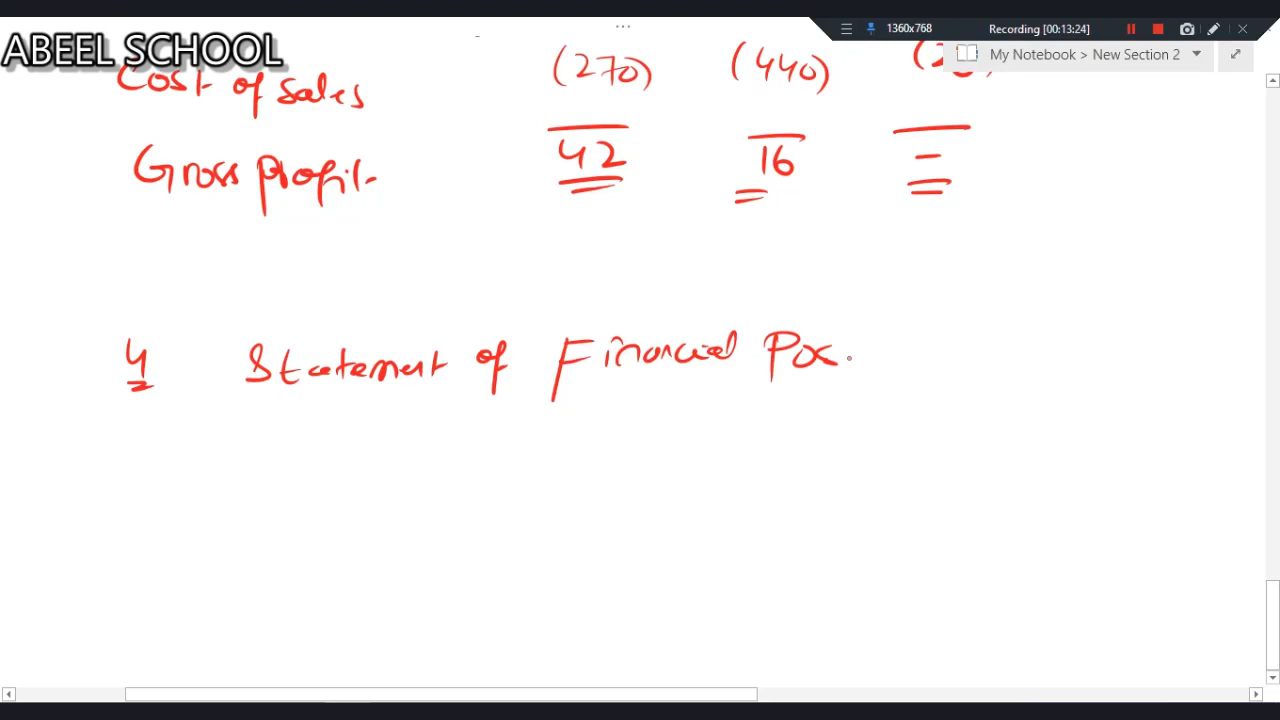 ABEEL SCHOOL
1360x768 Recording [00:13:24]
My Notebook > New Section 2
Cost of sales (270) (440)
Gross profit 42 16 –
4 Statement of Financial Pos